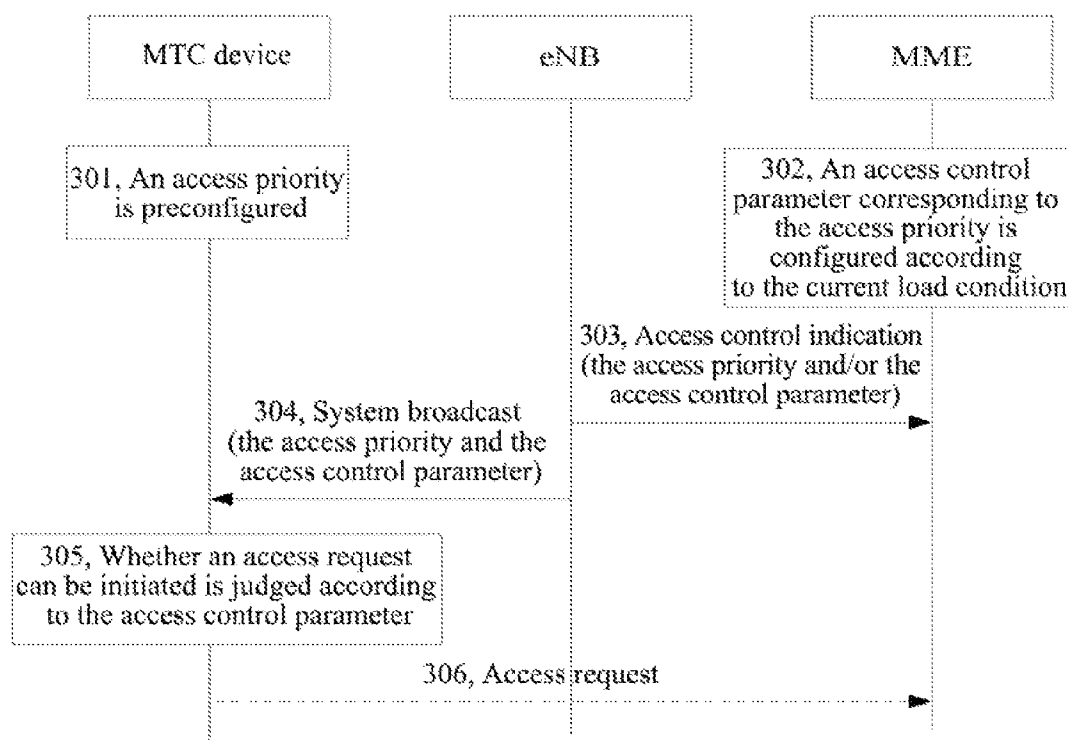 MTC device
eNB
MME
301, An access priority
is preconfigured
302, An access control
parameter corresponding to
the access priority is
configured according
to the current load condition
303, Access control indication
(the access priority and/or the
access control parameter)
304, System broadcast
(the access priority and the
access control parameter)
305, Whether an access request
can be initiated is judged according
to the access control parameter
306, Access request